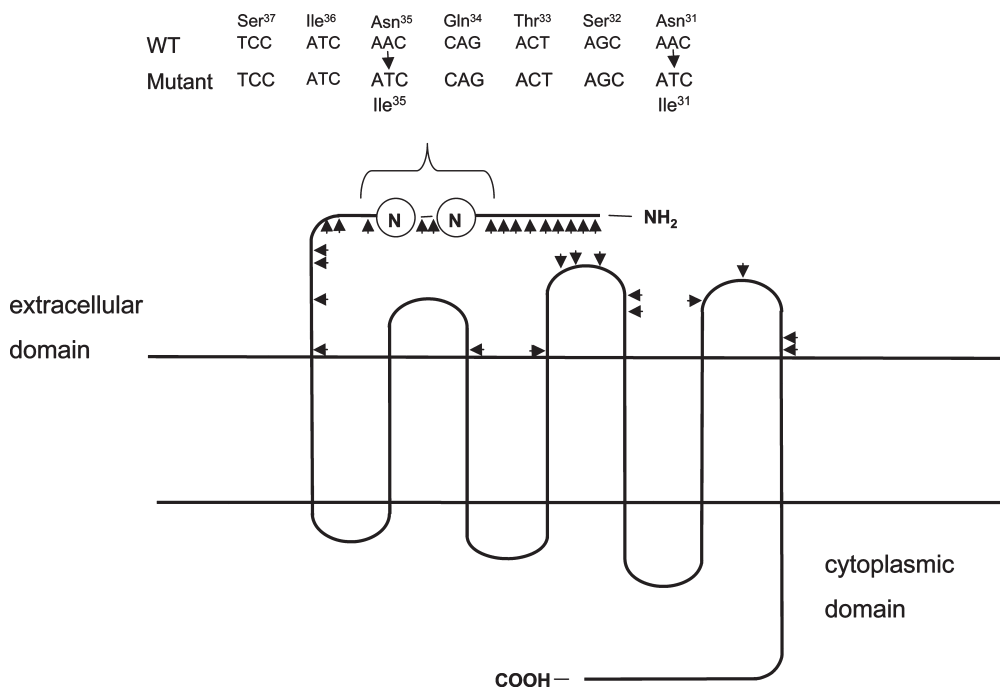 Ser³⁷ Ile³⁶ Asn³⁵ Gln³⁴ Thr³³ Ser³² Asn³¹
WT TCC ATC AAC CAG ACT AGC AAC
Mutant TCC ATC ATC CAG ACT AGC ATC
Ile³⁵ Ile³¹
N – N — NH₂
extracellular
domain
cytoplasmic
domain
COOH —